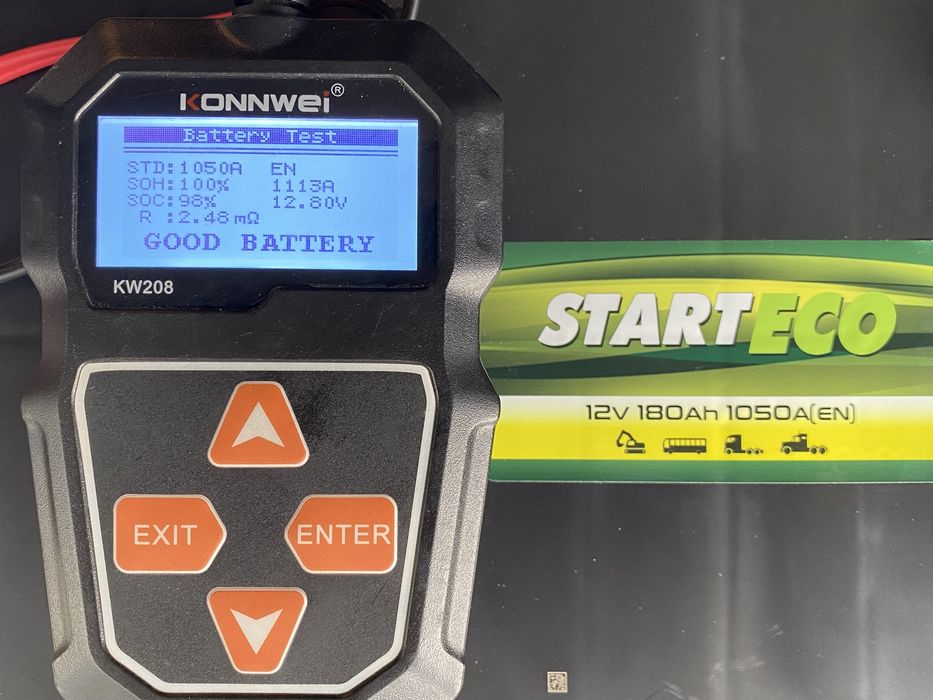 KONNWEI®
Battery Test
STD:1050A EN
SOH:100% 1113A
SOC:98% 12.80V
R :2.48mΩ
GOOD BATTERY
KW208
EXIT
ENTER
STARTECO
12V 180Ah 1050A(EN)